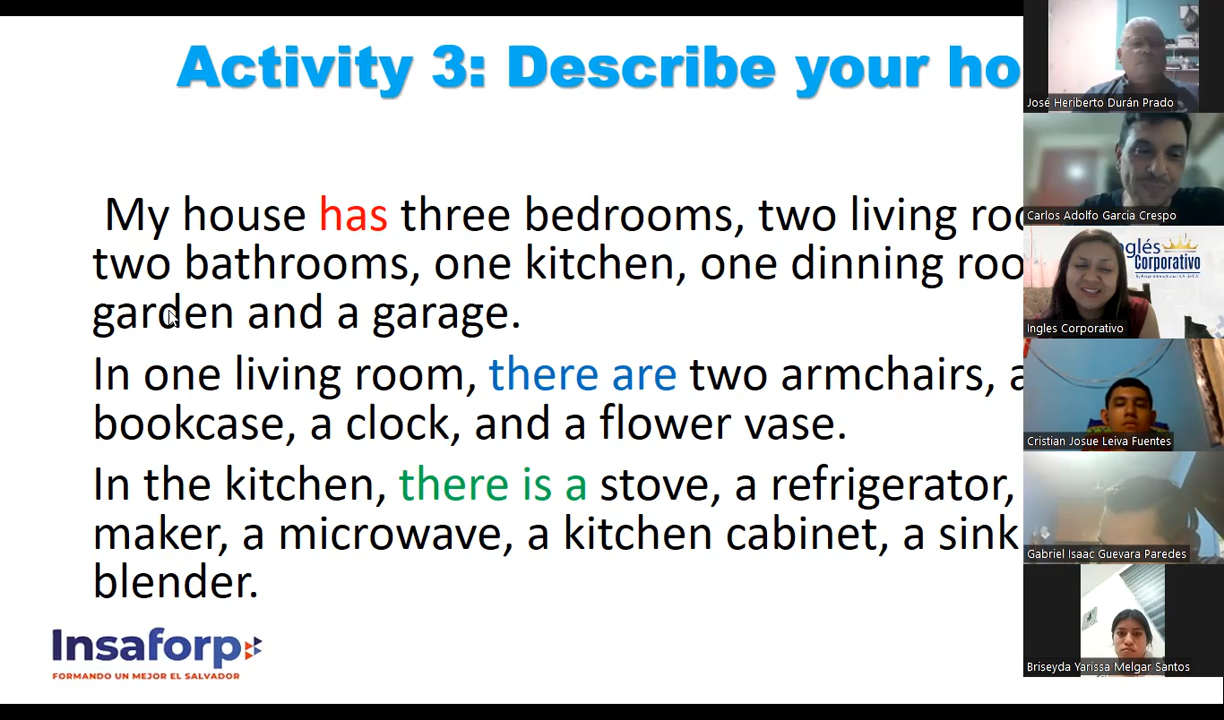 Activity 3: Describe your
My house has three bedrooms, two living
two bathrooms, one kitchen, one dinning
garden and a garage.
In one living room, there are two armchairs,
bookcase, a clock, and a flower vase.
In the kitchen, there is a stove, a refrigerator,
maker, a microwave, a kitchen cabinet, a sink
blender.
Insaforp
FORMANDO UN MEJOR EL SALVADOR
José Heriberto Durán Prado
Carlos Adolfo García Crespo
Inglés
Corporativo
Ingles Corporativo
Cristian Josue Leiva Fuentes
Gabriel Isaac Guevara Paredes
Briseyda Yarissa Melgar Santos